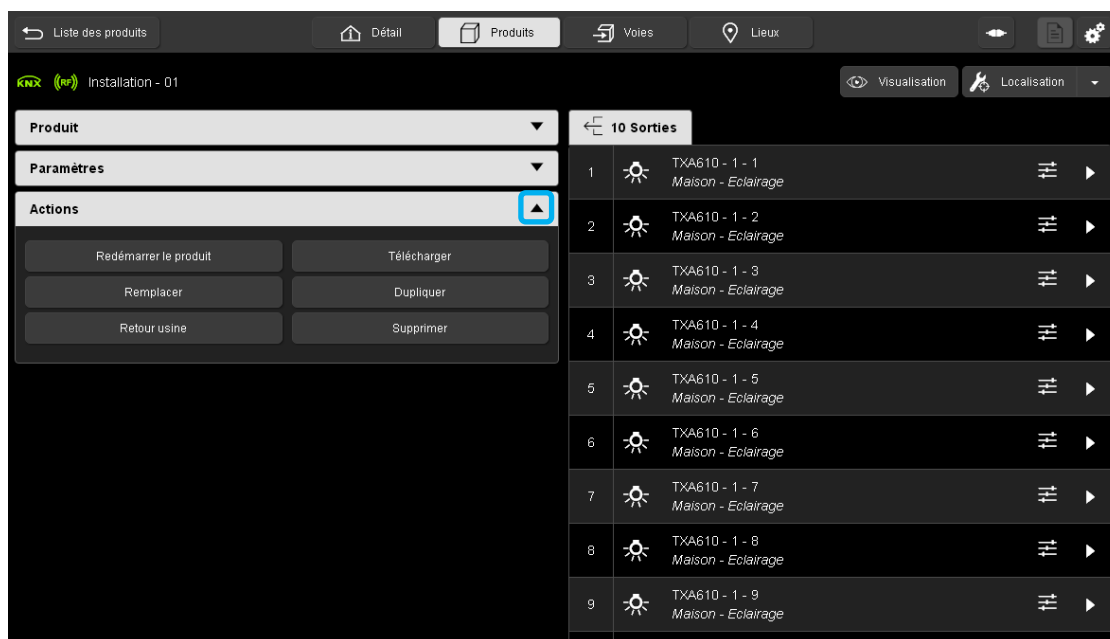 Liste des produits
Détail
Produits
Voies
Lieux
KNX ((RF)) Installation - 01
Visualisation
Localisation
Produit
Paramètres
Actions
Redémarrer le produit
Télécharger
Remplacer
Dupliquer
Retour usine
Supprimer
10 Sorties
1
TXA610 - 1 - 1
Maison - Eclairage
2
TXA610 - 1 - 2
Maison - Eclairage
3
TXA610 - 1 - 3
Maison - Eclairage
4
TXA610 - 1 - 4
Maison - Eclairage
5
TXA610 - 1 - 5
Maison - Eclairage
6
TXA610 - 1 - 6
Maison - Eclairage
7
TXA610 - 1 - 7
Maison - Eclairage
8
TXA610 - 1 - 8
Maison - Eclairage
9
TXA610 - 1 - 9
Maison - Eclairage